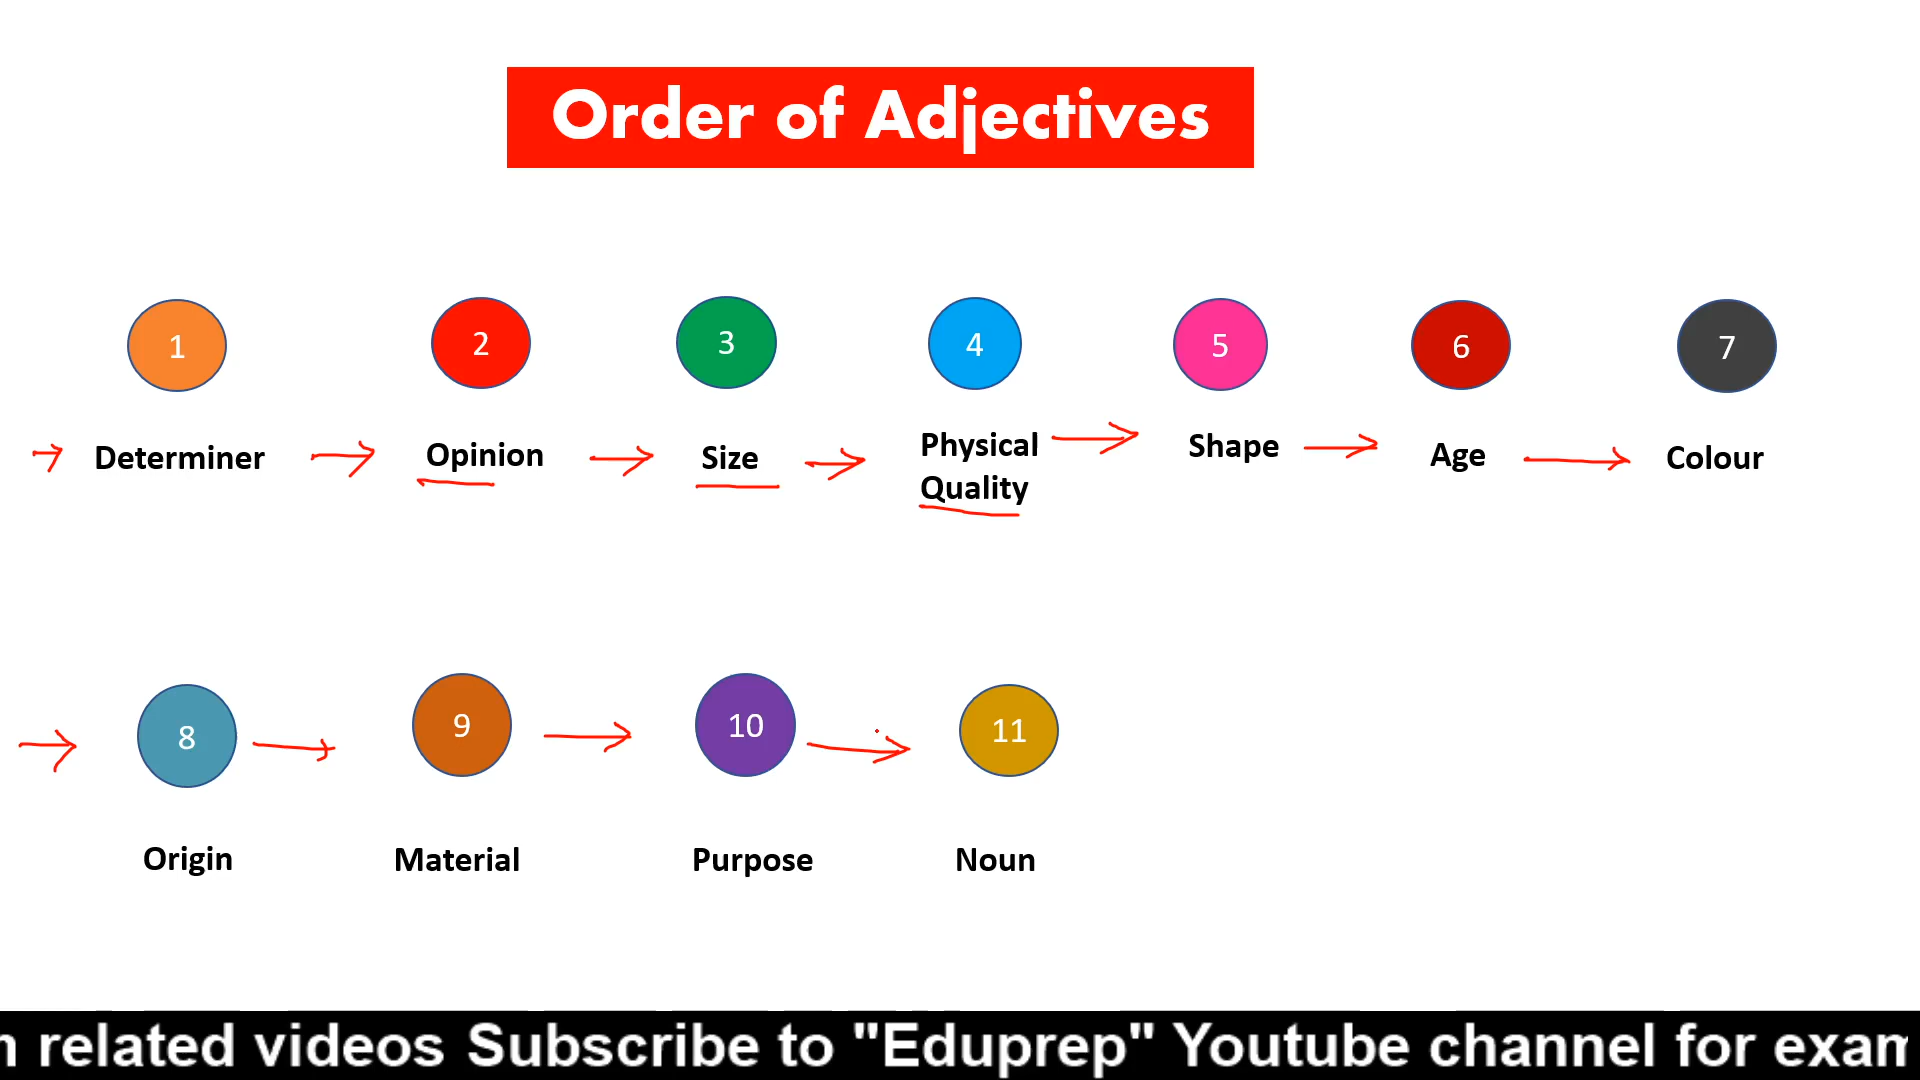 Order of Adjectives
1 2 3 4 5 6 7
Determiner Opinion Size Physical Quality Shape Age Colour
8 9 10 11
Origin Material Purpose Noun
related videos Subscribe to "Eduprep" Youtube channel for exam